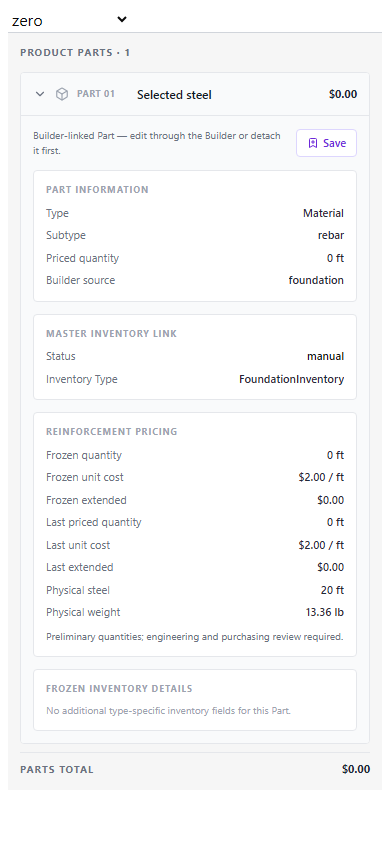 zero
PRODUCT PARTS · 1
PART 01 Selected steel $0.00
Builder-linked Part — edit through the Builder or detach
it first.
Save
PART INFORMATION
Type Material
Subtype rebar
Priced quantity 0 ft
Builder source foundation
MASTER INVENTORY LINK
Status manual
Inventory Type FoundationInventory
REINFORCEMENT PRICING
Frozen quantity 0 ft
Frozen unit cost $2.00 / ft
Frozen extended $0.00
Last priced quantity 0 ft
Last unit cost $2.00 / ft
Last extended $0.00
Physical steel 20 ft
Physical weight 13.36 lb
Preliminary quantities; engineering and purchasing review required.
FROZEN INVENTORY DETAILS
No additional type-specific inventory fields for this Part.
PARTS TOTAL $0.00